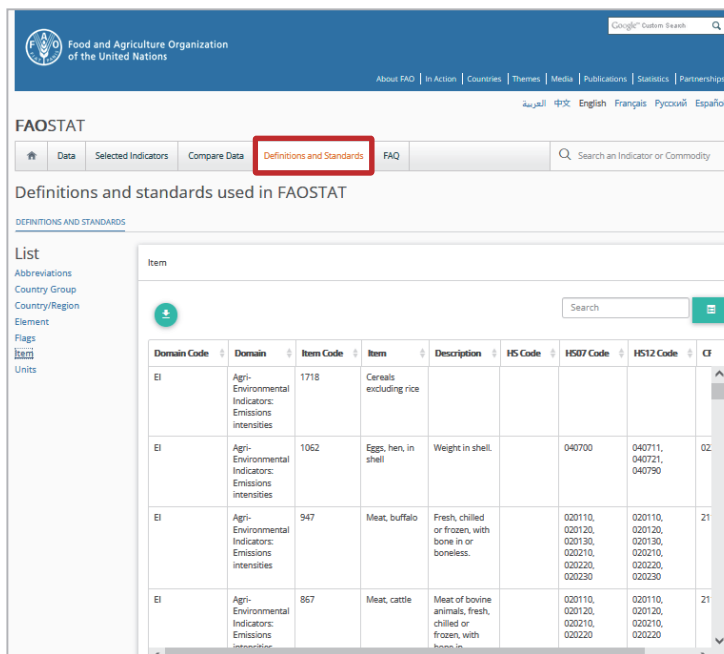 Google™ Custom Search
Food and Agriculture Organization
of the United Nations
About FAO | In Action | Countries | Themes | Media | Publications | Statistics | Partnerships
العربية 中文 English Français Русский Españo
FAOSTAT
Data Selected Indicators Compare Data Definitions and Standards FAQ Search an Indicator or Commodity
Definitions and standards used in FAOSTAT
DEFINITIONS AND STANDARDS
List
Abbreviations
Country Group
Country/Region
Element
Flags
Item
Units
Item
Search
Domain Code Domain Item Code Item Description HS Code HS07 Code HS12 Code
EI Agri- 1718 Cereals
Environmental excluding rice
Indicators:
Emissions
intensities
EI Agri- 1062 Eggs, hen, in Weight in shell. 040700 040711, 02
Environmental shell 040721,
Indicators: 040790
Emissions
intensities
EI Agri- 947 Meat, buffalo Fresh, chilled 020110, 020110, 21
Environmental or frozen, with 020120, 020120,
Indicators: bone in or 020130, 020130,
Emissions boneless. 020210, 020210,
intensities 020220, 020220,
020230 020230
EI Agri- 867 Meat, cattle Meat of bovine 020110, 020110, 21
Environmental animals, fresh, 020120, 020120,
Indicators: chilled or 020210, 020210,
Emissions frozen, with 020220 020220
intensities bone in